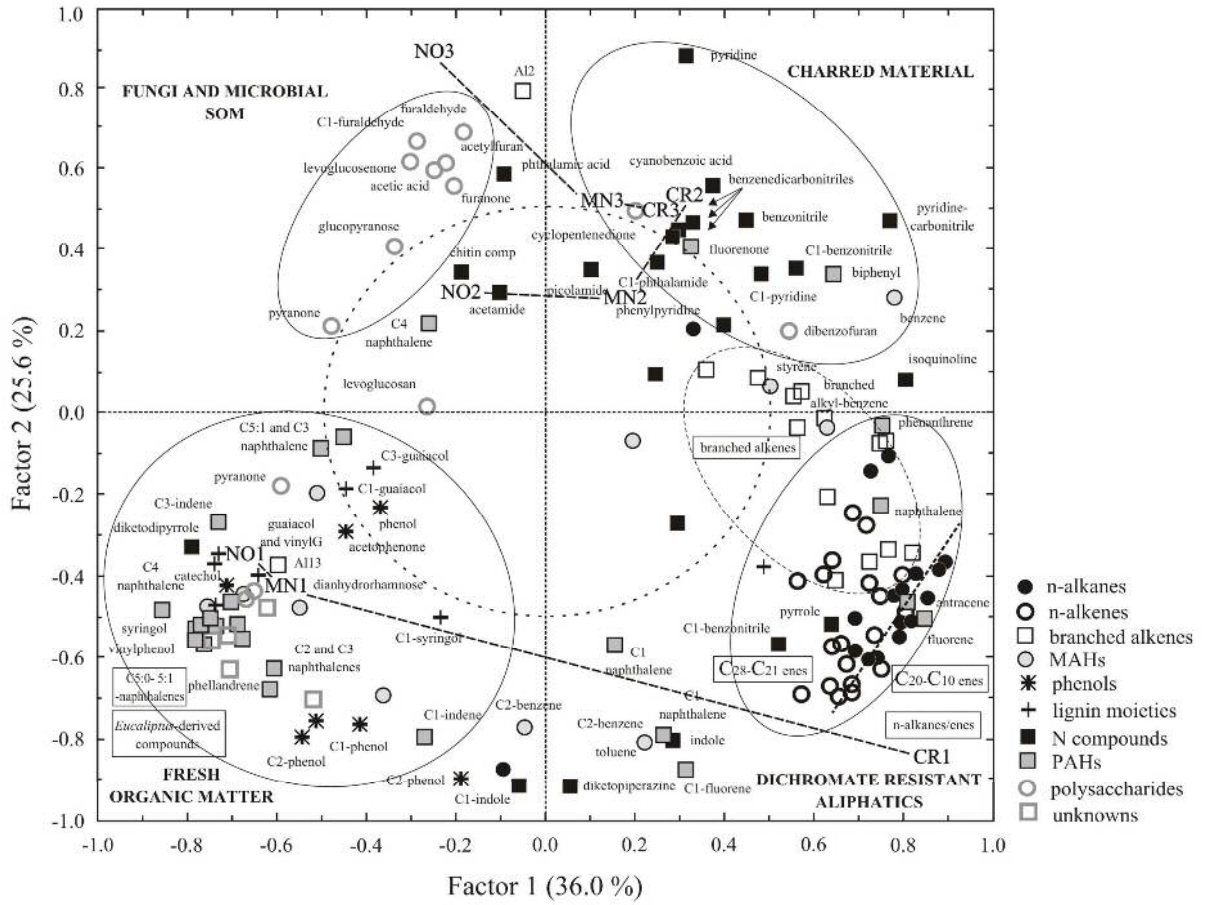 1.0
0.8
0.6
0.4
0.2
0.0
-0.2
-0.4
-0.6
-0.8
-1.0
Factor 2 (25.6 %)
-1.0
-0.8
-0.6
-0.4
-0.2
0.0
0.2
0.4
0.6
0.8
1.0
Factor 1 (36.0 %)
FUNGI AND MICROBIAL
SOM
NO3
Al2
pyridine
CHARRED MATERIAL
furaldehyde
C1-furaldehyde
acetylfuran
levoglucosenone
acetic acid
furanone
phthalamic acid
cyanobenzoic acid
benzenedicarbonitriles
MN3
CR2
CR3
benzonitrile
pyridine-
carbonitrile
glucopyranose
cyclopentenedione
fluorenone
C1-benzonitrile
chitin comp
C1-phthalamide
biphenyl
NO2
picolamide
MN2
C1-pyridine
acetamide
phenylpyridine
benzene
pyranone
C4
naphthalene
dibenzofuran
isoquinoline
styrene
levoglucosan
branched
alkyl-benzene
phenanthrene
branched alkenes
C5:1 and C3
naphthalene
C3-guaiacol
pyranone
C1-guaiacol
C3-indene
phenol
naphthalene
diketodipyrrole
guaiacol
and vinylG
acetophenone
NO1
Al13
C4
naphthalene
catechol
MN1
dianhydrorhamnose
antracene
syringol
C1-syringol
pyrrole
C1-benzonitrile
fluorene
vinylphenol
C2 and C3
naphthalenes
C1
naphthalene
C28-C21 enes
C20-C10 enes
C5:0- 5:1
-naphthalenes
phellandrene
n-alkanes/enes
Eucaliptus-derived
compounds
C1-indene
C2-benzene
C1
naphthalene
C2-benzene
C1-phenol
indole
toluene
CR1
C2-phenol
FRESH
ORGANIC MATTER
C2-phenol
C1-indole
diketopiperazine
C1-fluorene
DICHROMATE RESISTANT
ALIPHATICS
n-alkanes
n-alkenes
branched alkenes
MAHs
phenols
lignin moieties
N compounds
PAHs
polysaccharides
unknowns